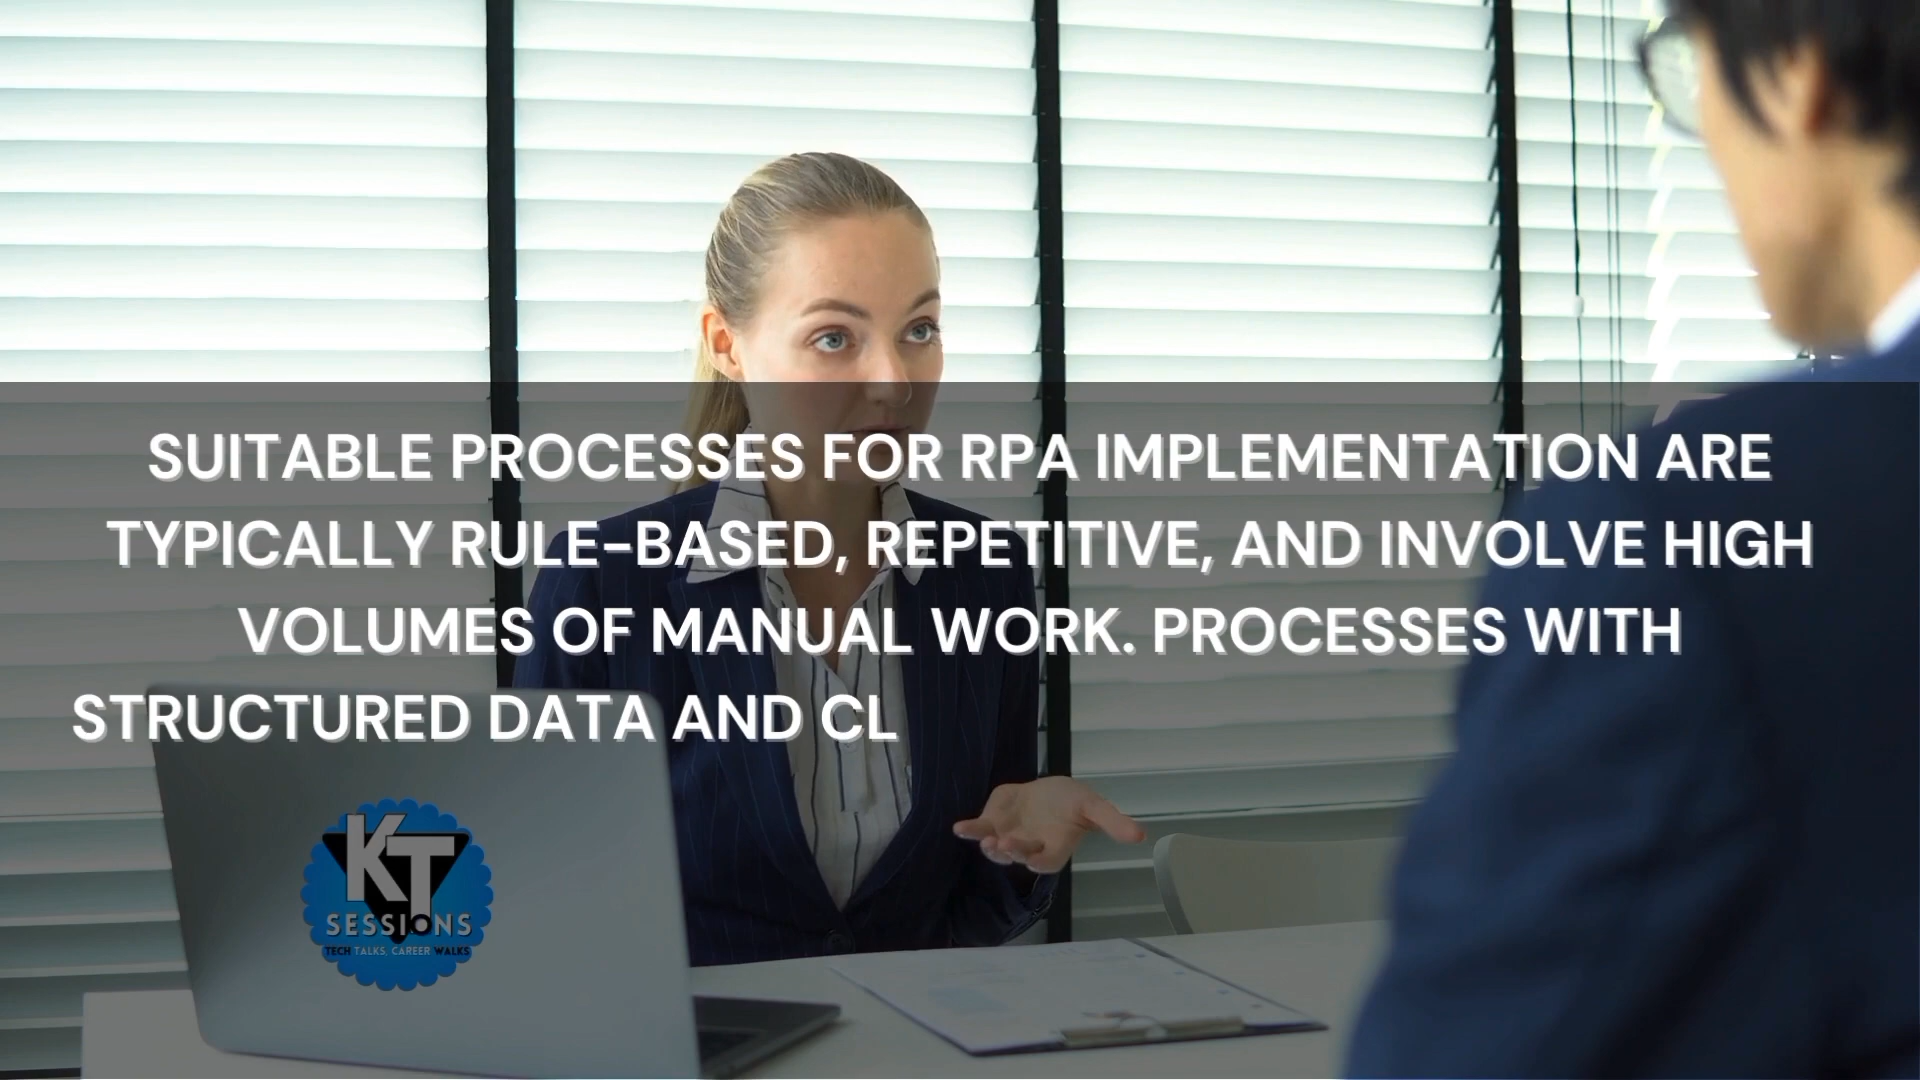 SUITABLE PROCESSES FOR RPA IMPLEMENTATION ARE
TYPICALLY RULE-BASED, REPETITIVE, AND INVOLVE HIGH
VOLUMES OF MANUAL WORK. PROCESSES WITH
STRUCTURED DATA AND CL
KT
SESSIONS
TECH TALKS, CAREER WALKS